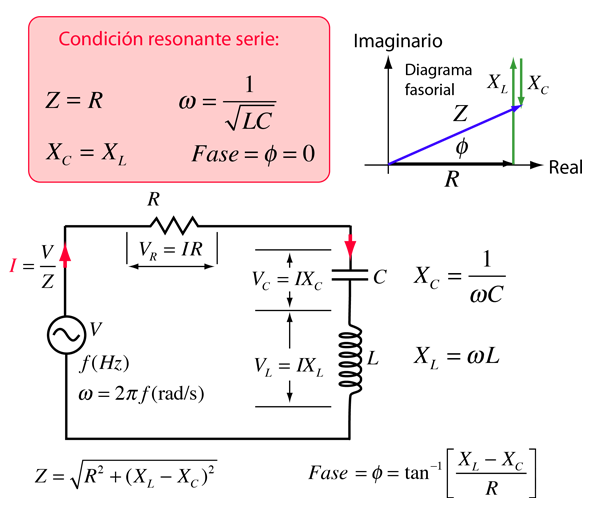 Condición resonante serie:
Z = R
ω = 1/√LC
X_C = X_L
Fase = ϕ = 0
Imaginario
Diagrama
fasorial
X_L
X_C
Z
ϕ
R
Real
R
V_R = IR
I = V/Z
V_C = IX_C
C
X_C = 1/ωC
V
f(Hz)
ω = 2πf(rad/s)
V_L = IX_L
L
X_L = ωL
Z = √R² + (X_L − X_C)²
Fase = ϕ = tan⁻¹[X_L − X_C/R]